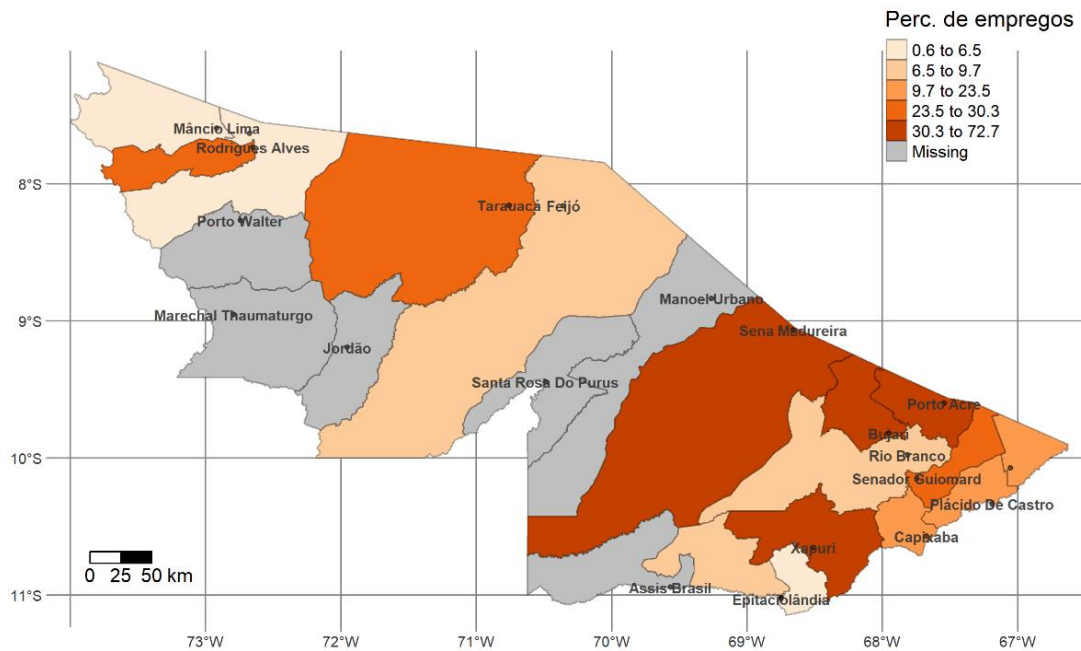 Perc. de empregos
0.6 to 6.5
6.5 to 9.7
9.7 to 23.5
23.5 to 30.3
30.3 to 72.7
Missing
Mâncio Lima
Rodrigues Alves
8°S
Tarauacá Feijó
Porto Walter
Manoel Urbano
Marechal Thaumaturgo
9°S
Sena Madureira
Jordão
Santa Rosa Do Purus
Porto Acre
Bujari
10°S
Rio Branco
Senador Guiomard
Plácido De Castro
Capixaba
Xapuri
0 25 50 km
11°S
Assis Brasil
Epitaciolândia
73°W 72°W 71°W 70°W 69°W 68°W 67°W